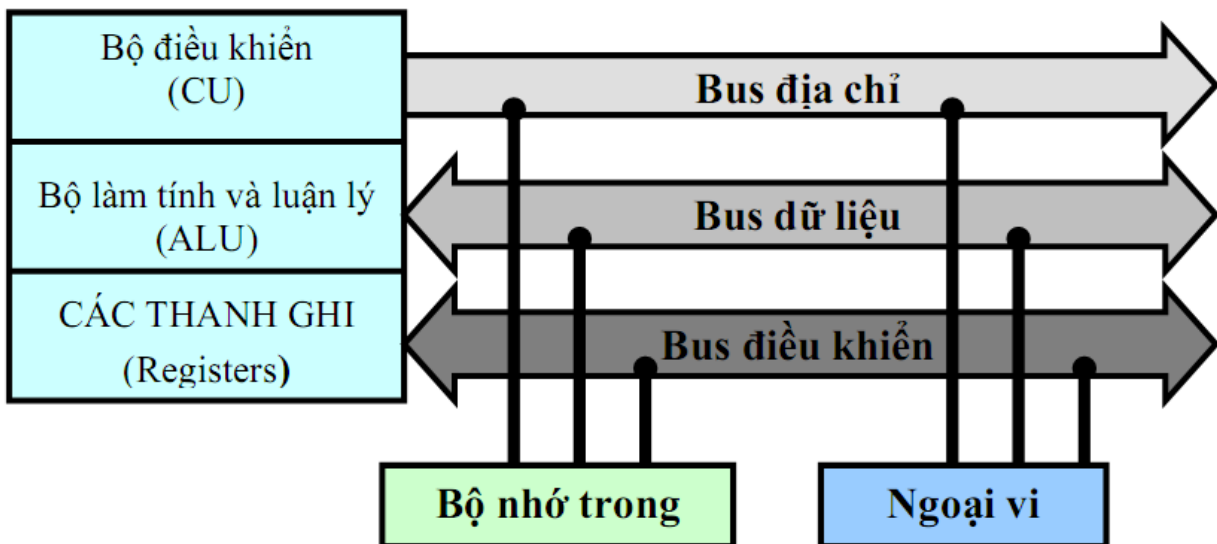 Bộ điều khiển
(CU)
Bus địa chỉ
Bộ làm tính và luận lý
(ALU)
Bus dữ liệu
CÁC THANH GHI
(Registers)
Bus điều khiển
Bộ nhớ trong
Ngoại vi